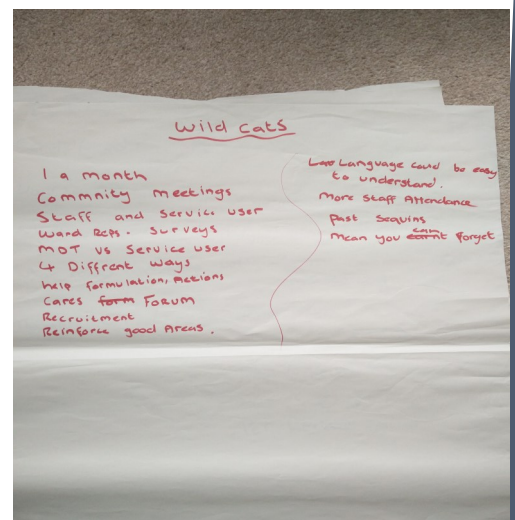 Wild Cats
1 a month
Commnity meetings
Staff and service user
Ward Reps. Surveys
MOT vs Service user
4 Diffrent ways
help formulation, Actions
Cares form Forum
Recruitment
Reinforce good Areas.
Language could be easy
to understand.
More Staff Attendance
Past Sequins
Mean you can't forget